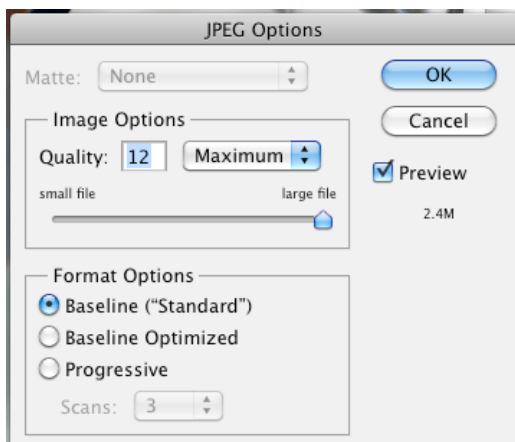 JPEG Options
Matte: None
OK
Image Options
Cancel
Quality: 12 Maximum
Preview
small file large file
2.4M
Format Options
Baseline (“Standard”)
Baseline Optimized
Progressive
Scans: 3